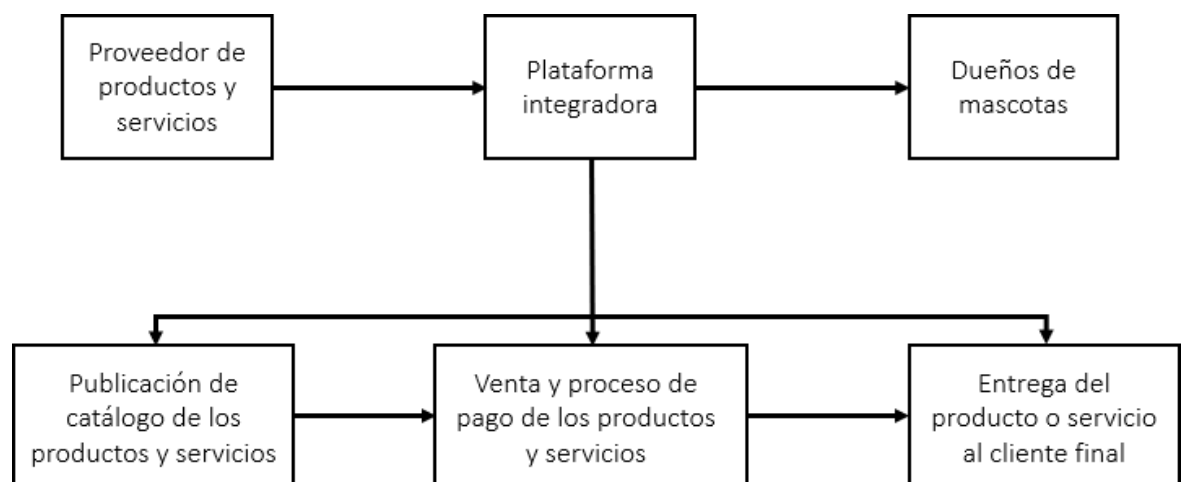 Proveedor de
productos y
servicios
Plataforma
integradora
Dueños de
mascotas
Publicación de
catálogo de los
productos y servicios
Venta y proceso de
pago de los productos
y servicios
Entrega del
producto o servicio
al cliente final